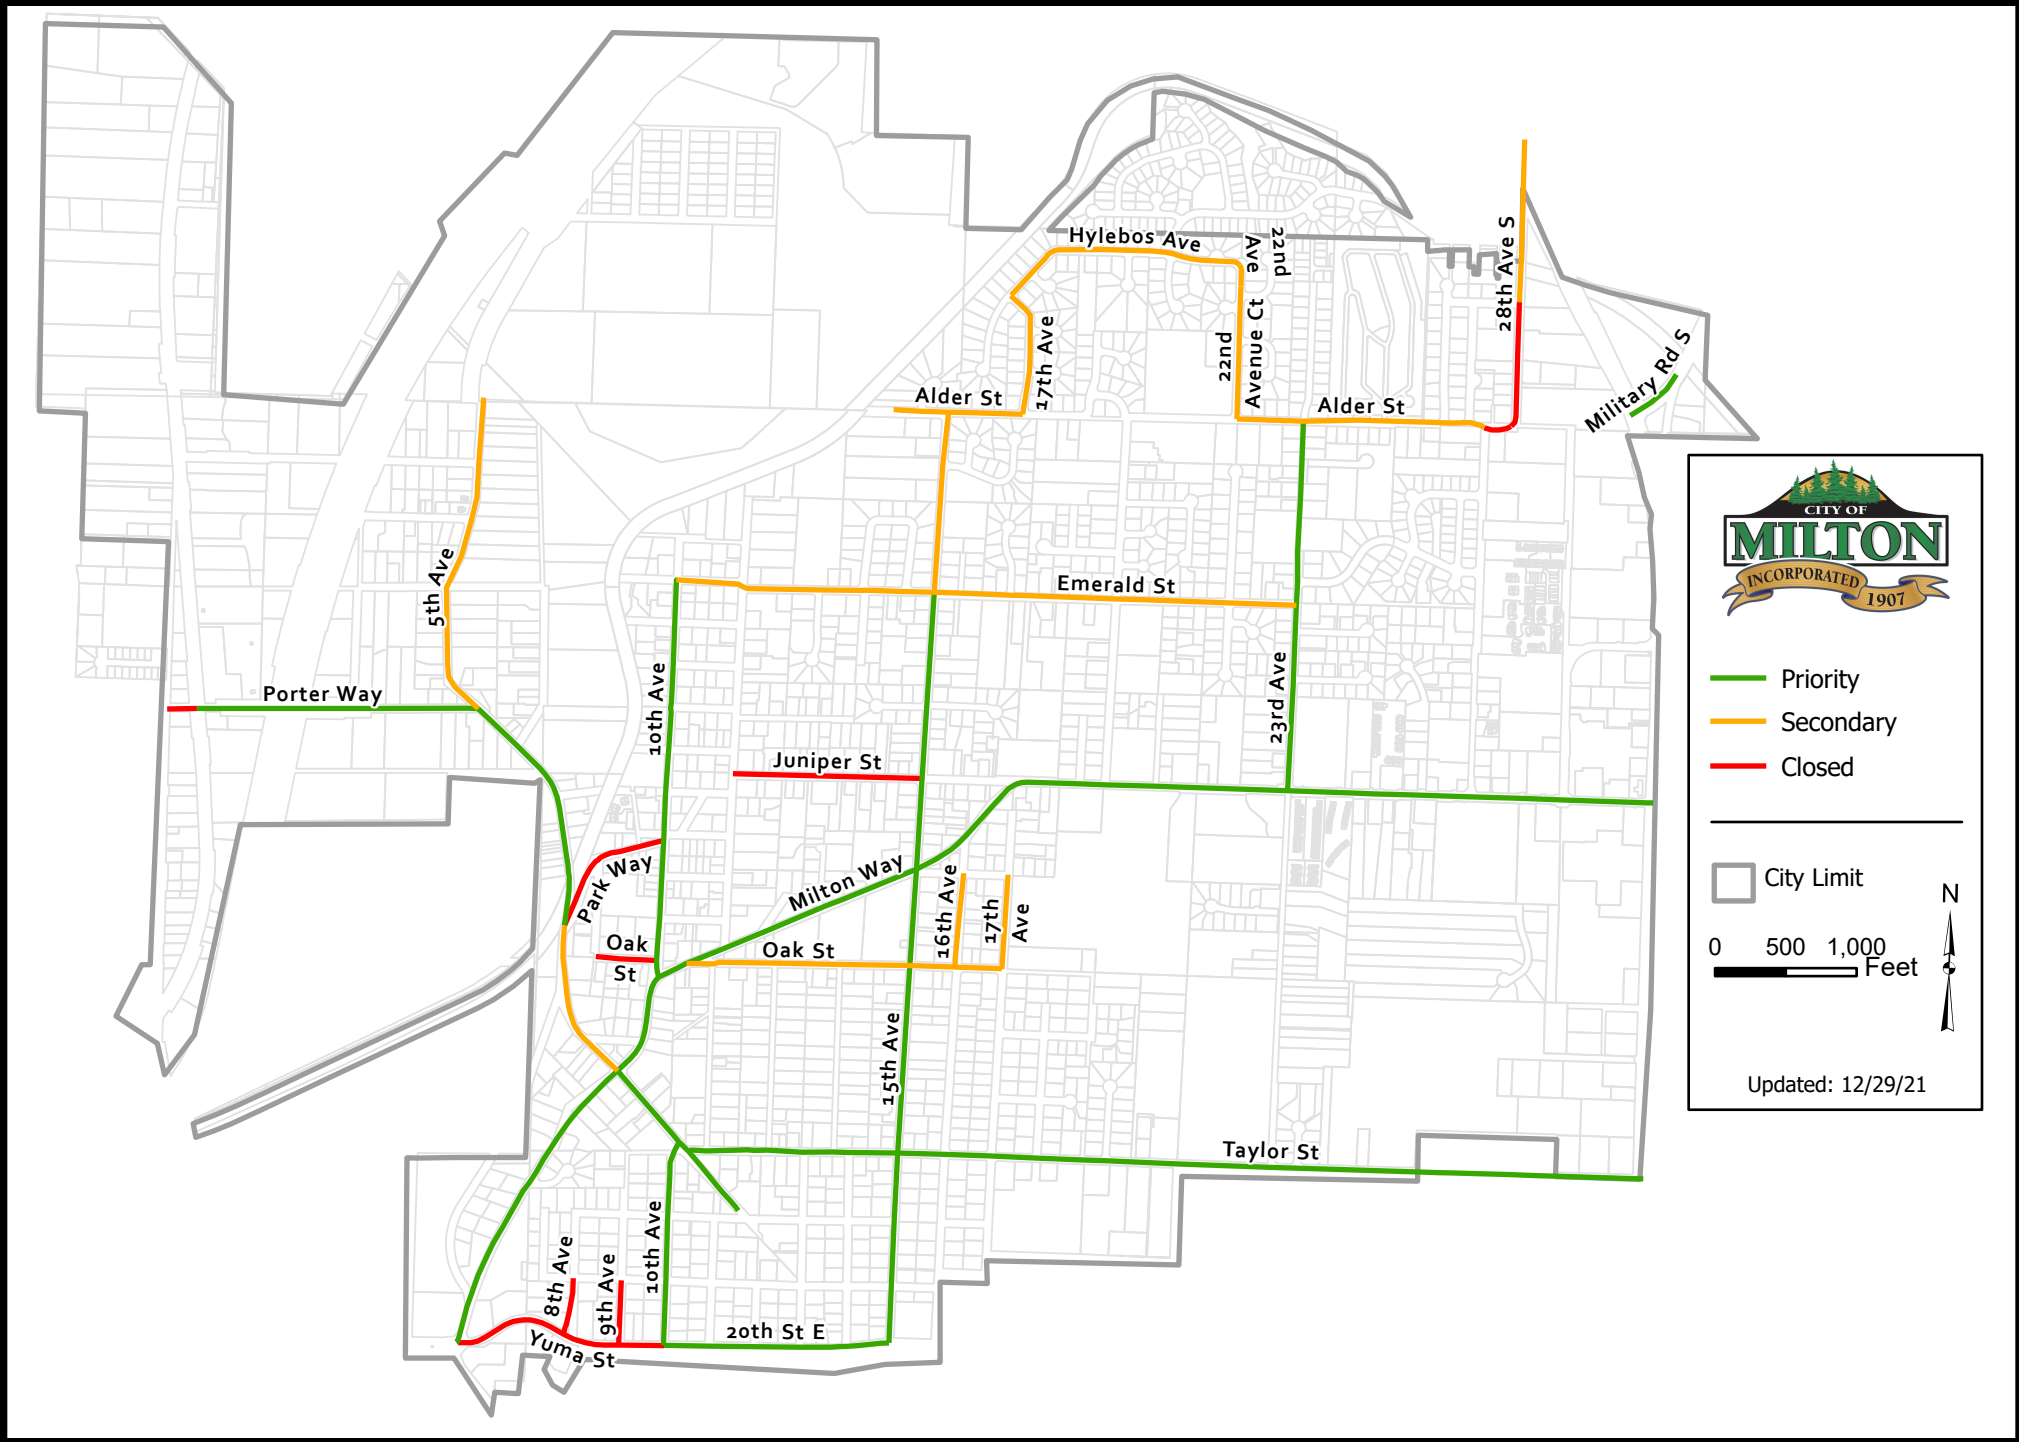 Hylebos Ave
22nd
Ave
28th Ave S
17th Ave
22nd
Avenue Ct
Alder St
Alder St
Military Rd S
5th Ave
Emerald St
Porter Way
10th Ave
23rd Ave
Juniper St
Park Way
Milton Way
16th Ave
17th
Ave
Oak
St
Oak St
15th Ave
Taylor St
8th Ave
9th Ave
10th Ave
20th St E
Yuma St
CITY OF
MILTON
INCORPORATED
1907
Priority
Secondary
Closed
City Limit
N
0 500 1,000
Feet
Updated: 12/29/21